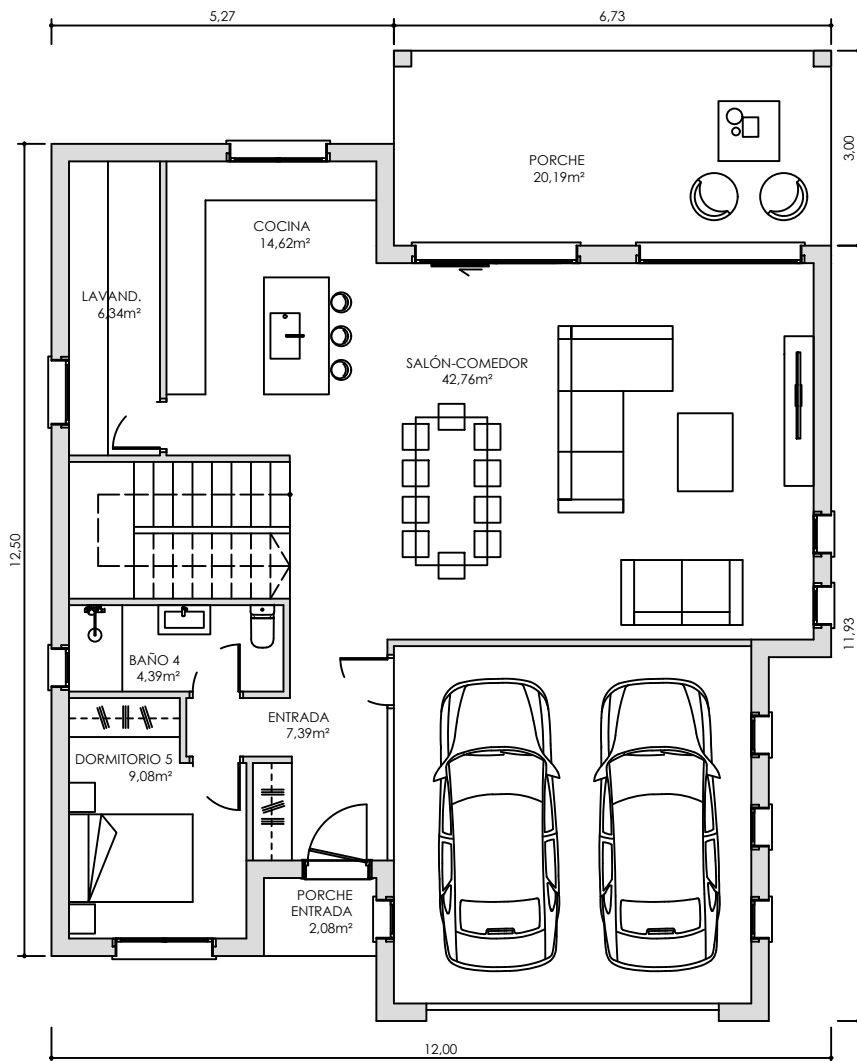 5,27
6,73
3,00
PORCHE
20,19m²
COCINA
14,62m²
LAVAND.
6,34m²
SALÓN-COMEDOR
42,76m²
12,50
11,93
BAÑO 4
4,39m²
ENTRADA
7,39m²
DORMITORIO 5
9,08m²
PORCHE
ENTRADA
2,08m²
12,00